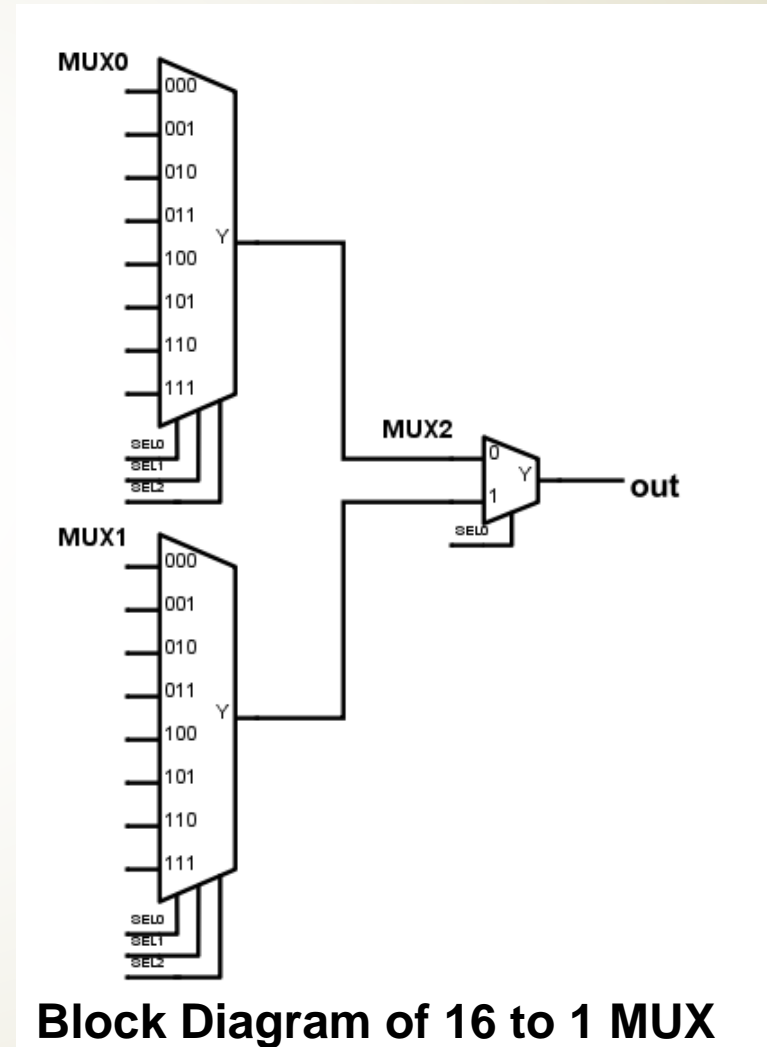 MUX0
000
001
010
011
Y
100
101
110
111
SEL0
SEL1
SEL2
MUX2
0
Y
1
out
SEL0
MUX1
000
001
010
011
Y
100
101
110
111
SEL0
SEL1
SEL2
Block Diagram of 16 to 1 MUX